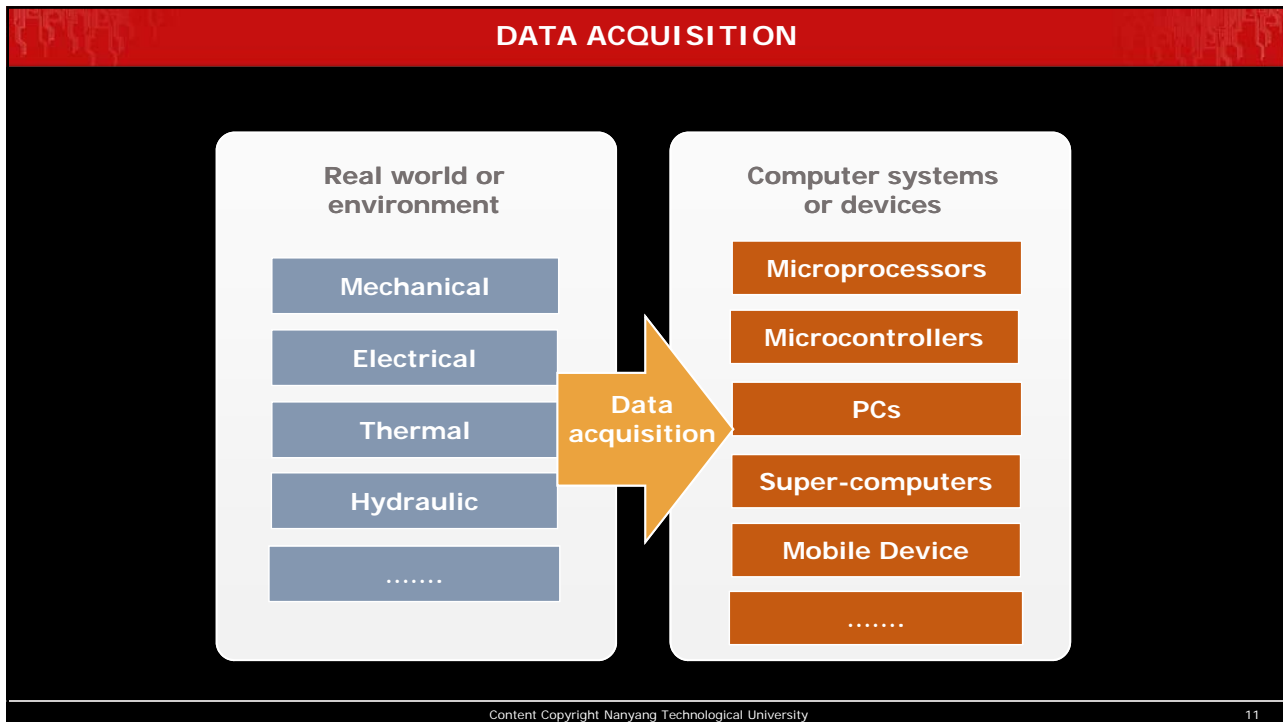 DATA ACQUISITION
Real world or
environment
Mechanical
Electrical
Thermal
Hydraulic
.......
Data
acquisition
Computer systems
or devices
Microprocessors
Microcontrollers
PCs
Super-computers
Mobile Device
.......
Content Copyright Nanyang Technological University
11